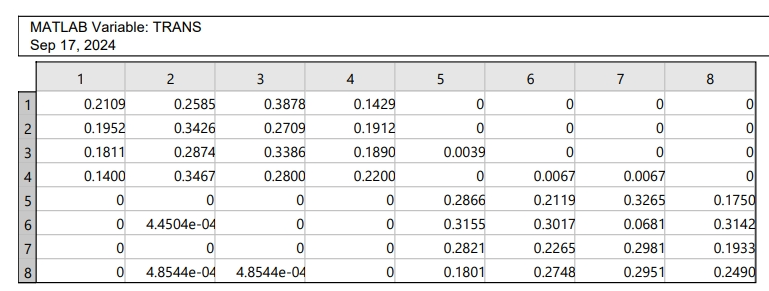 MATLAB Variable: TRANS
Sep 17, 2024
1 2 3 4 5 6 7 8
1 0.2109 0.2585 0.3878 0.1429 0 0 0 0
2 0.1952 0.3426 0.2709 0.1912 0 0 0 0
3 0.1811 0.2874 0.3386 0.1890 0.0039 0 0 0
4 0.1400 0.3467 0.2800 0.2200 0 0.0067 0.0067 0
5 0 0 0 0 0.2866 0.2119 0.3265 0.1750
6 0 4.4504e-04 0 0 0.3155 0.3017 0.0681 0.3142
7 0 0 0 0 0.2821 0.2265 0.2981 0.1933
8 0 4.8544e-04 4.8544e-04 0 0.1801 0.2748 0.2951 0.2490